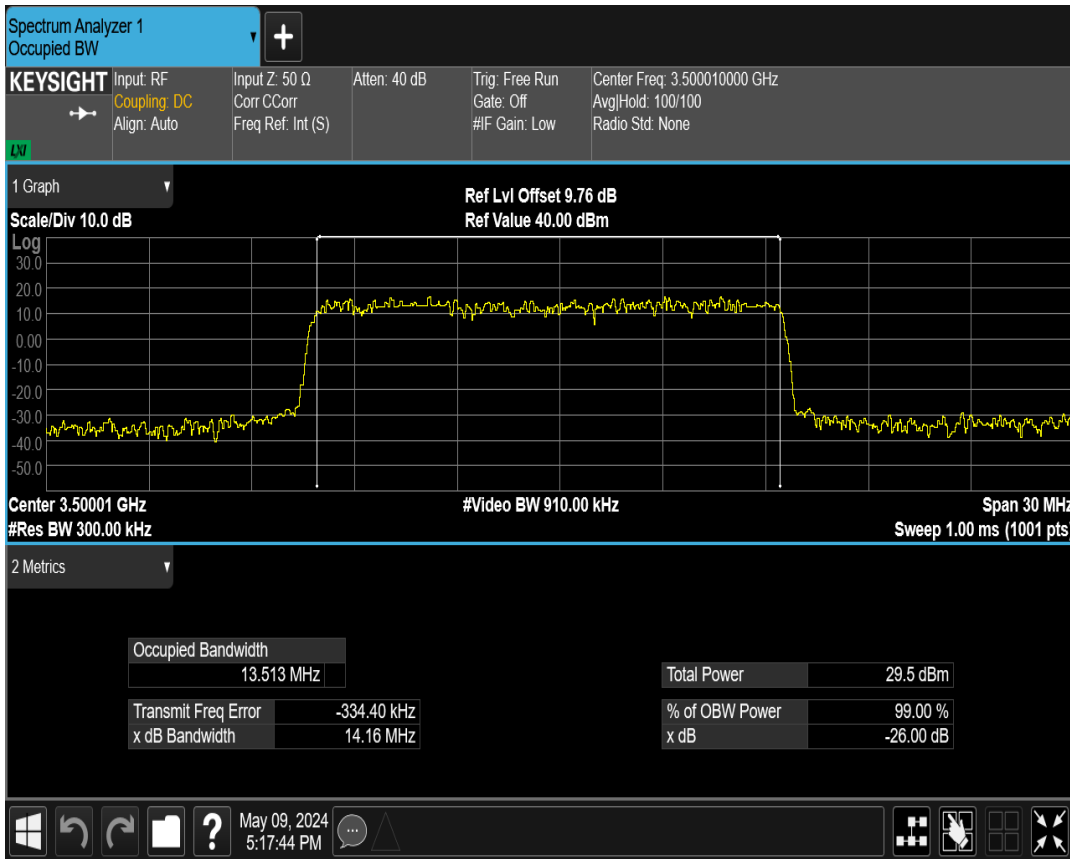 Spectrum Analyzer 1
Occupied BW
+
KEYSIGHT
LXI
Input: RF
Coupling: DC
Align: Auto
Input Z: 50 Ω
Corr CCorr
Freq Ref: Int (S)
Atten: 40 dB
Trig: Free Run
Gate: Off
#IF Gain: Low
Center Freq: 3.500010000 GHz
Avg|Hold: 100/100
Radio Std: None
1 Graph
Scale/Div 10.0 dB
Ref Lvl Offset 9.76 dB
Ref Value 40.00 dBm
Log
30.0
20.0
10.0
0.00
-10.0
-20.0
-30.0
-40.0
-50.0
Center 3.50001 GHz
#Video BW 910.00 kHz
Span 30 MHz
#Res BW 300.00 kHz
Sweep 1.00 ms (1001 pts)
2 Metrics
Occupied Bandwidth
13.513 MHz
Transmit Freq Error -334.40 kHz
x dB Bandwidth 14.16 MHz
Total Power 29.5 dBm
% of OBW Power 99.00 %
x dB -26.00 dB
?
May 09, 2024
5:17:44 PM